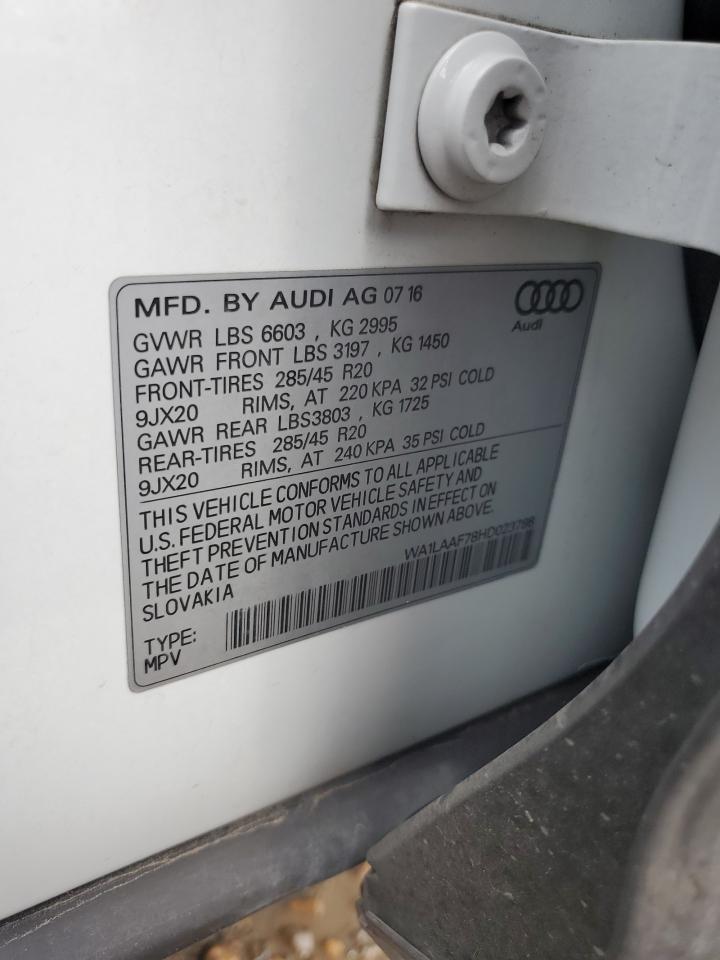 MFD. BY AUDI AG 07 16
Audi
GVWR LBS 6603 , KG 2995
GAWR FRONT LBS 3197 , KG 1450
FRONT-TIRES 285/45 R20
9JX20 RIMS, AT 220 KPA 32 PSI COLD
GAWR REAR LBS3803 , KG 1725
REAR-TIRES 285/45 R20
9JX20 RIMS, AT 240 KPA 35 PSI COLD
THIS VEHICLE CONFORMS TO ALL APPLICABLE
U.S. FEDERAL MOTOR VEHICLE SAFETY AND
THEFT PREVENTION STANDARDS IN EFFECT ON
THE DATE OF MANUFACTURE SHOWN ABOVE.
SLOVAKIA
WA1LAAF78HD023798
TYPE:
MPV